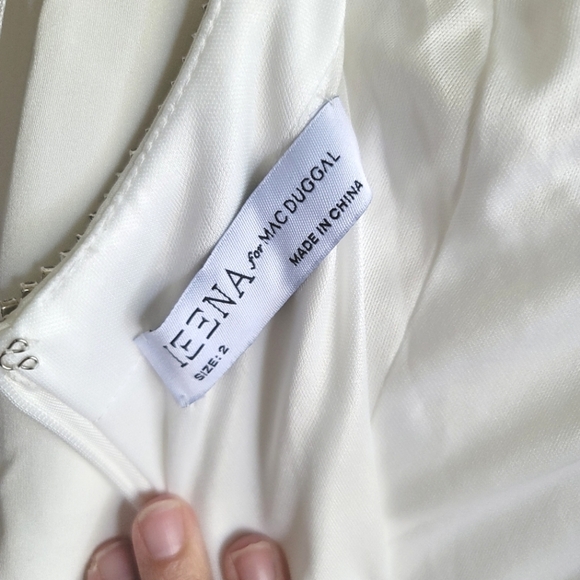 IEENA for MAC DUGGAL
SIZE: 2
MADE IN CHINA